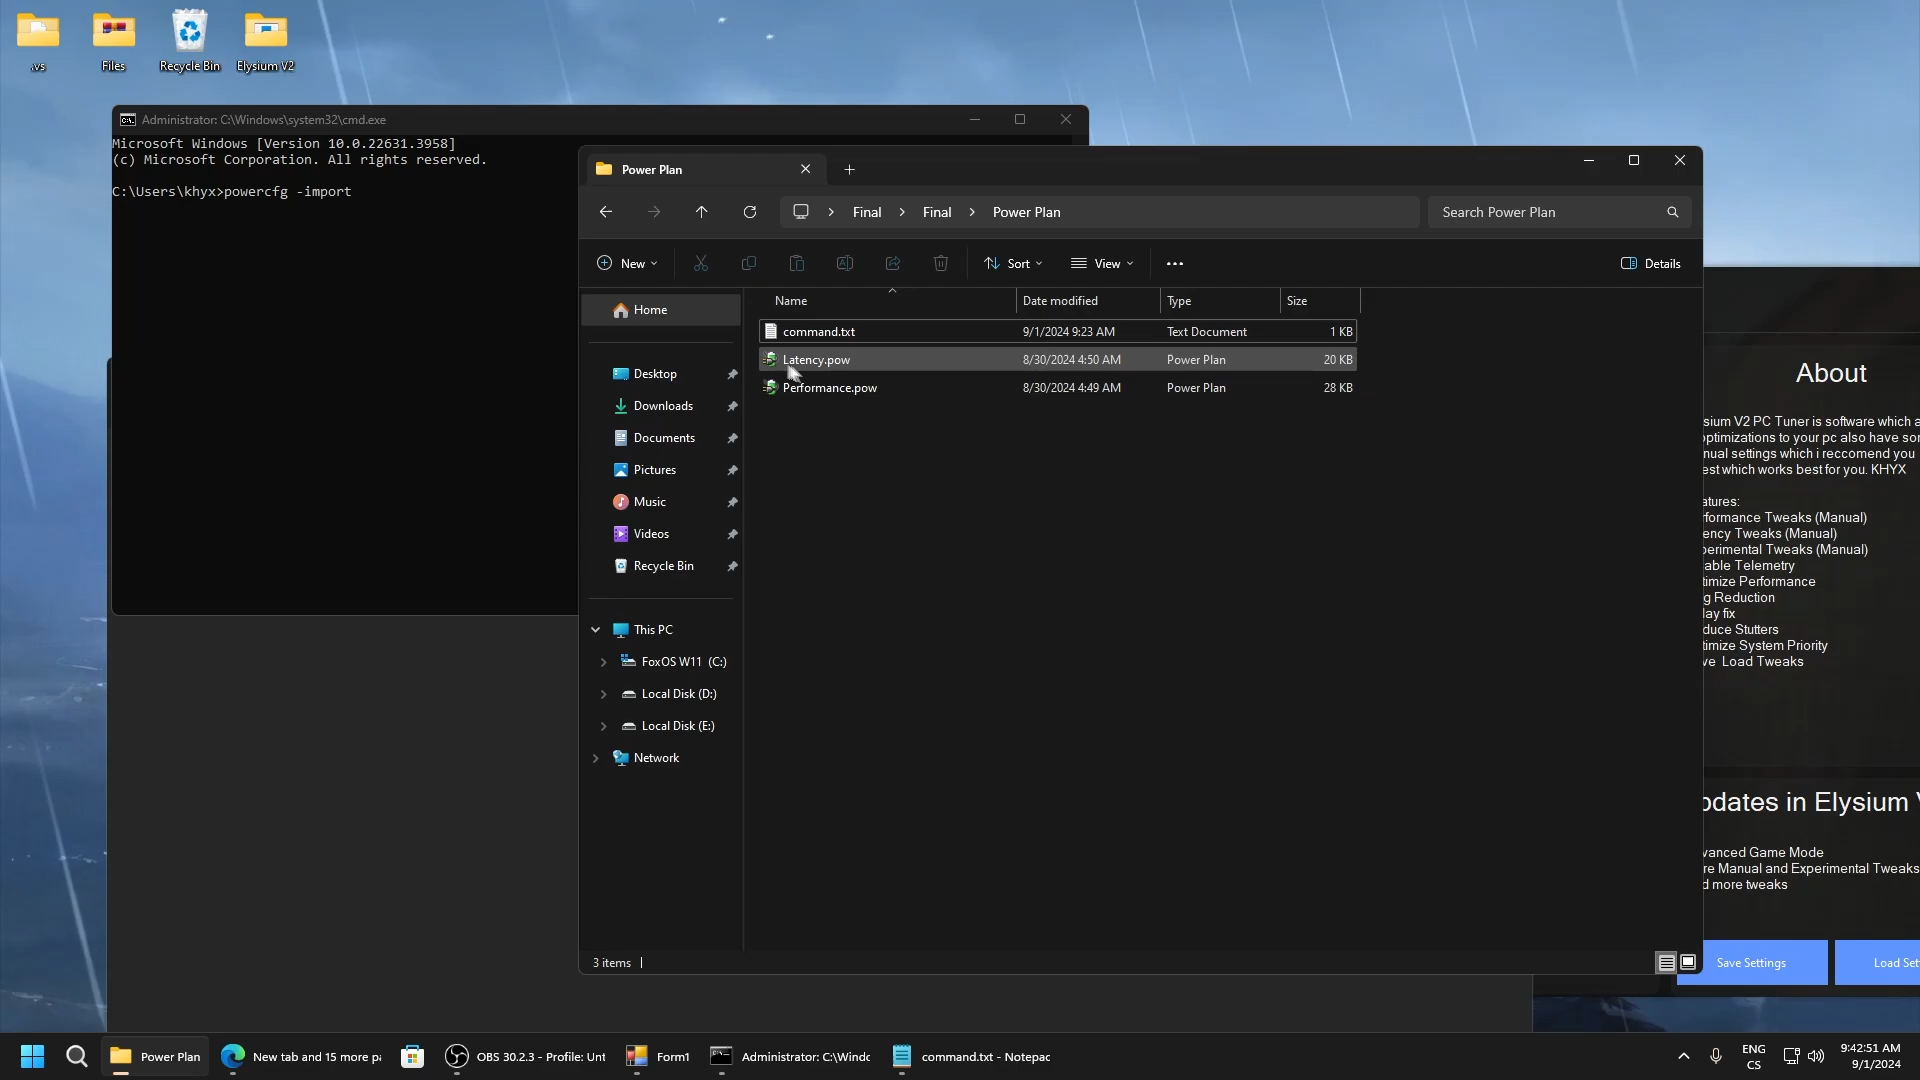 .vs
Files
Recycle Bin
Elysium V2
Administrator: C:\Windows\system32\cmd.exe
Microsoft Windows [Version 10.0.22631.3958]
(c) Microsoft Corporation. All rights reserved.
C:\Users\khyx>powercfg -import
Power Plan
Final
Final
Power Plan
Search Power Plan
New
Sort
View
Details
Name
Date modified
Type
Size
command.txt
9/1/2024 9:23 AM
Text Document
1 KB
Latency.pow
8/30/2024 4:50 AM
Power Plan
20 KB
Performance.pow
8/30/2024 4:49 AM
Power Plan
28 KB
Home
Desktop
Downloads
Documents
Pictures
Music
Videos
Recycle Bin
This PC
FoxOS W11 (C:)
Local Disk (D:)
Local Disk (E:)
Network
3 items
About
sium V2 PC Tuner is software which a
ptimizations to your pc also have so
nual settings which i reccomend you
est which works best for you. KHYX
atures:
formance Tweaks (Manual)
ency Tweaks (Manual)
perimental Tweaks (Manual)
able Telemetry
timize Performance
g Reduction
lay fix
duce Stutters
timize System Priority
ve Load Tweaks
pdates in Elysium V
vanced Game Mode
re Manual and Experimental Tweaks
d more tweaks
Save Settings
Load Set
Power Plan
New tab and 15 more pa
OBS 30.2.3 - Profile: Unt
Form1
Administrator: C:\Windo
command.txt - Notepad
ENG
CS
9:42:51 AM
9/1/2024